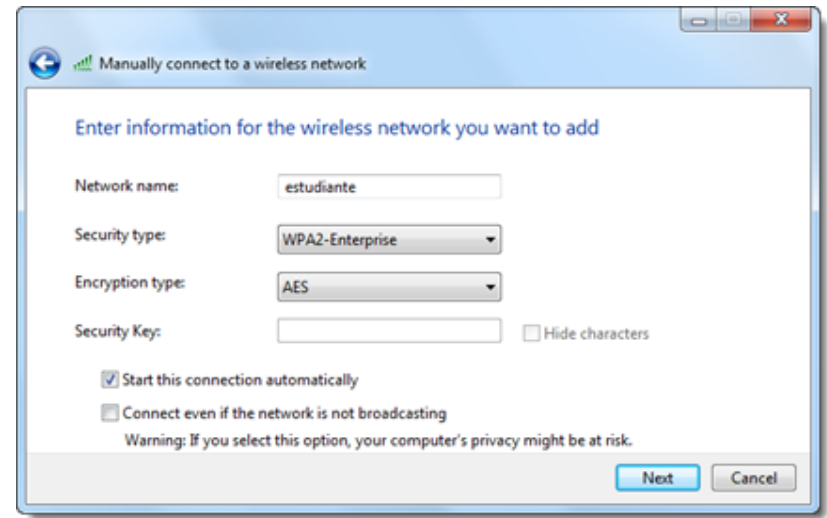 Manually connect to a wireless network
Enter information for the wireless network you want to add
Network name: estudiante
Security type: WPA2-Enterprise
Encryption type: AES
Security Key: Hide characters
Start this connection automatically
Connect even if the network is not broadcasting
Warning: If you select this option, your computer's privacy might be at risk.
Next Cancel